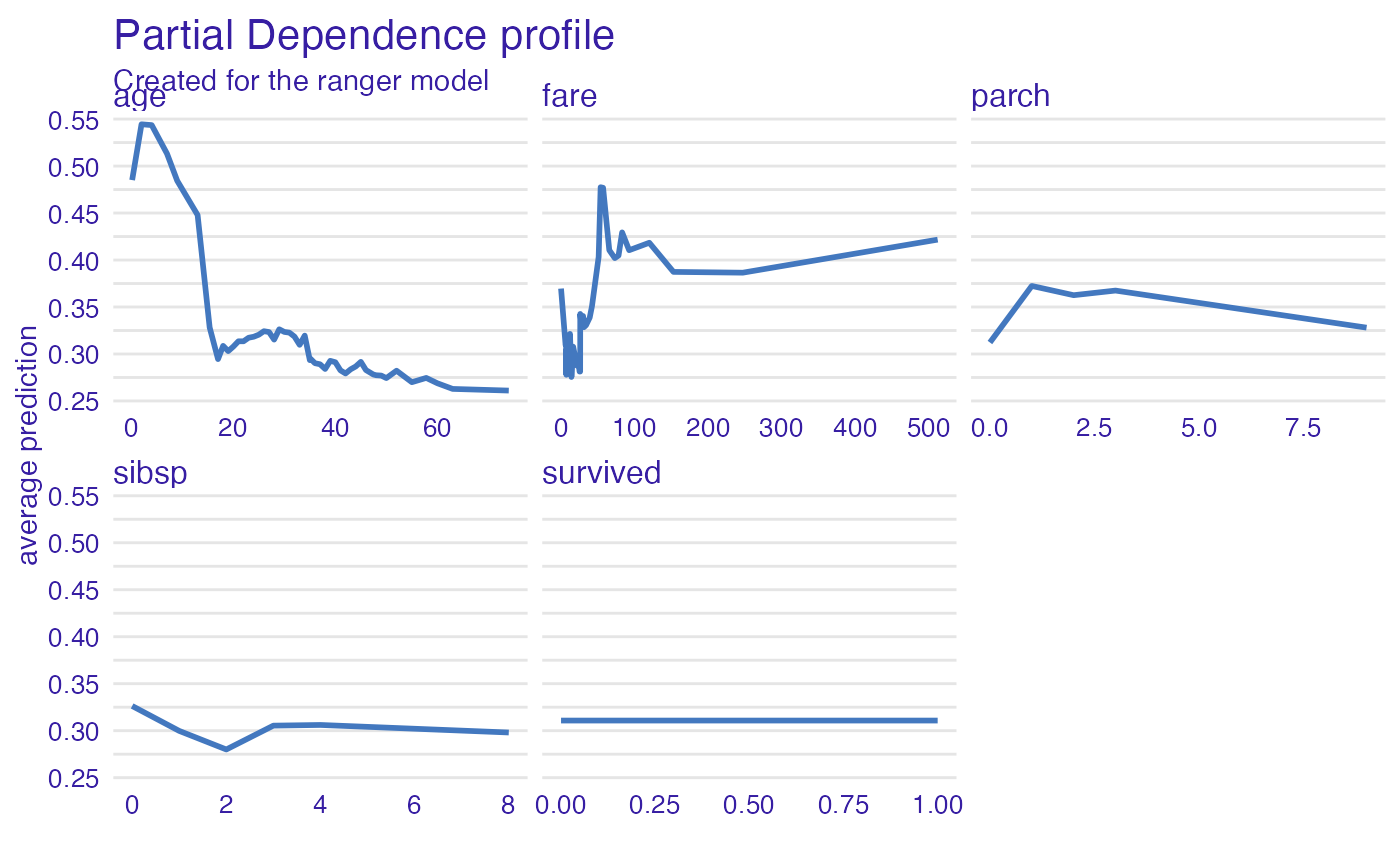 Partial Dependence profile
Created for the ranger model
age
fare
parch
0.55
0.50
0.45
0.40
0.35
0.30
0.25
0 20 40 60
0 100 200 300 400 500
0.0 2.5 5.0 7.5
average prediction
sibsp
survived
0.55
0.50
0.45
0.40
0.35
0.30
0.25
0 2 4 6 8
0.00 0.25 0.50 0.75 1.00